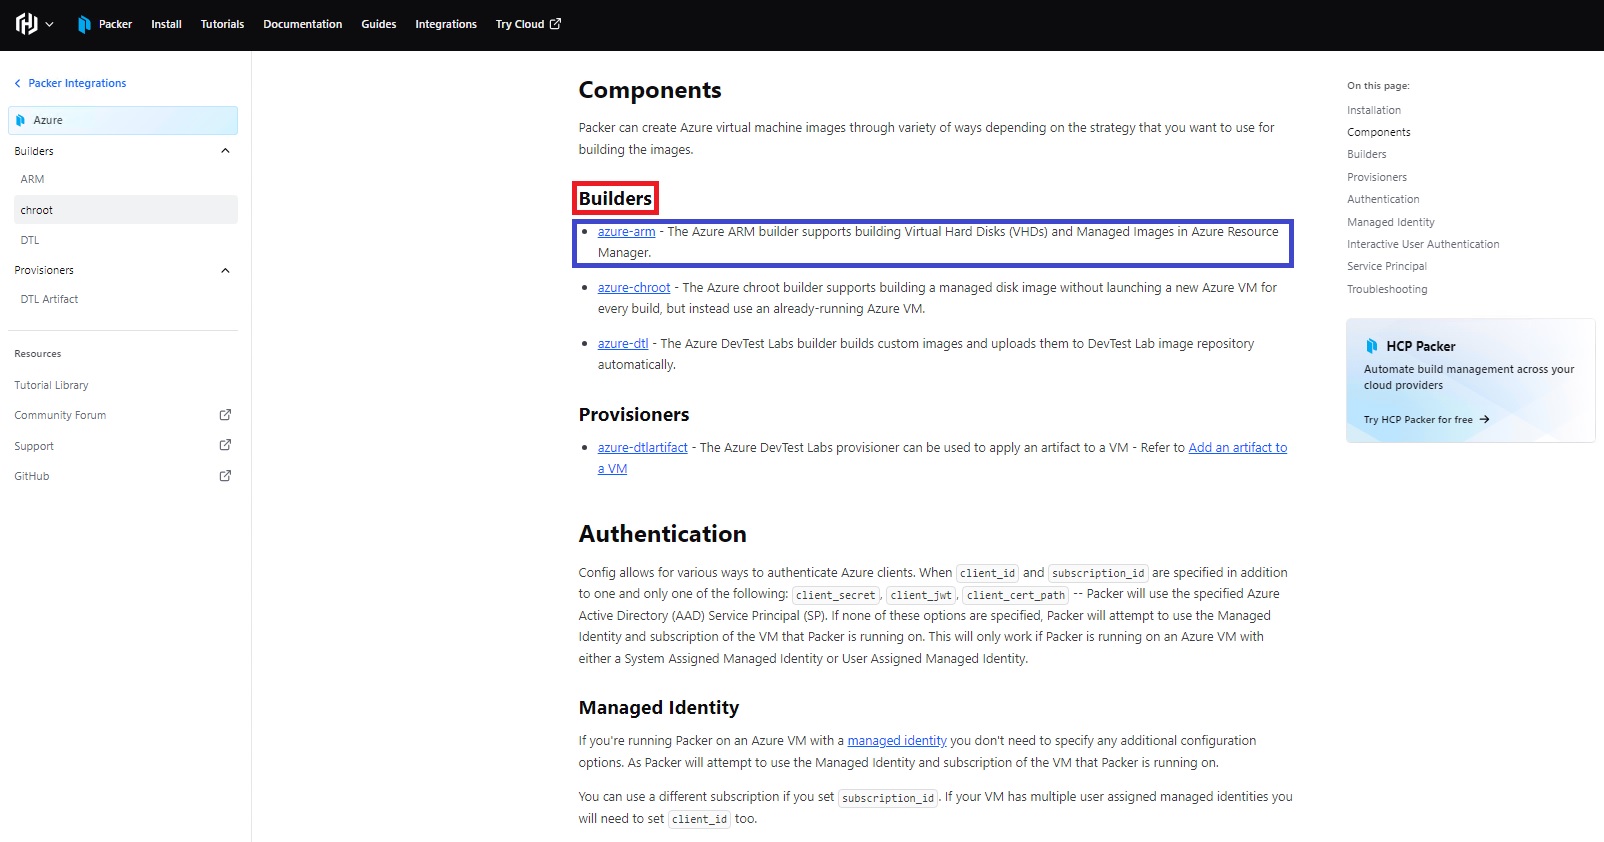 Packer Install Tutorials Documentation Guides Integrations Try Cloud
Packer Integrations
Azure
Builders
ARM
chroot
DTL
Provisioners
DTL Artifact
Resources
Tutorial Library
Community Forum
Support
GitHub
Components
Packer can create Azure virtual machine images through variety of ways depending on the strategy that you want to use for
building the images.
Builders
azure-arm - The Azure ARM builder supports building Virtual Hard Disks (VHDs) and Managed Images in Azure Resource
Manager.
azure-chroot - The Azure chroot builder supports building a managed disk image without launching a new Azure VM for
every build, but instead use an already-running Azure VM.
azure-dtl - The Azure DevTest Labs builder builds custom images and uploads them to DevTest Lab image repository
automatically.
Provisioners
azure-dtlartifact - The Azure DevTest Labs provisioner can be used to apply an artifact to a VM - Refer to Add an artifact to
a VM
Authentication
Config allows for various ways to authenticate Azure clients. When client_id and subscription_id are specified in addition
to one and only one of the following: client_secret, client_jwt, client_cert_path -- Packer will use the specified Azure
Active Directory (AAD) Service Principal (SP). If none of these options are specified, Packer will attempt to use the Managed
Identity and subscription of the VM that Packer is running on. This will only work if Packer is running on an Azure VM with
either a System Assigned Managed Identity or User Assigned Managed Identity.
Managed Identity
If you're running Packer on an Azure VM with a managed identity you don't need to specify any additional configuration
options. As Packer will attempt to use the Managed Identity and subscription of the VM that Packer is running on.
You can use a different subscription if you set subscription_id. If your VM has multiple user assigned managed identities you
will need to set client_id too.
On this page:
Installation
Components
Builders
Provisioners
Authentication
Managed Identity
Interactive User Authentication
Service Principal
Troubleshooting
HCP Packer
Automate build management across your
cloud providers
Try HCP Packer for free